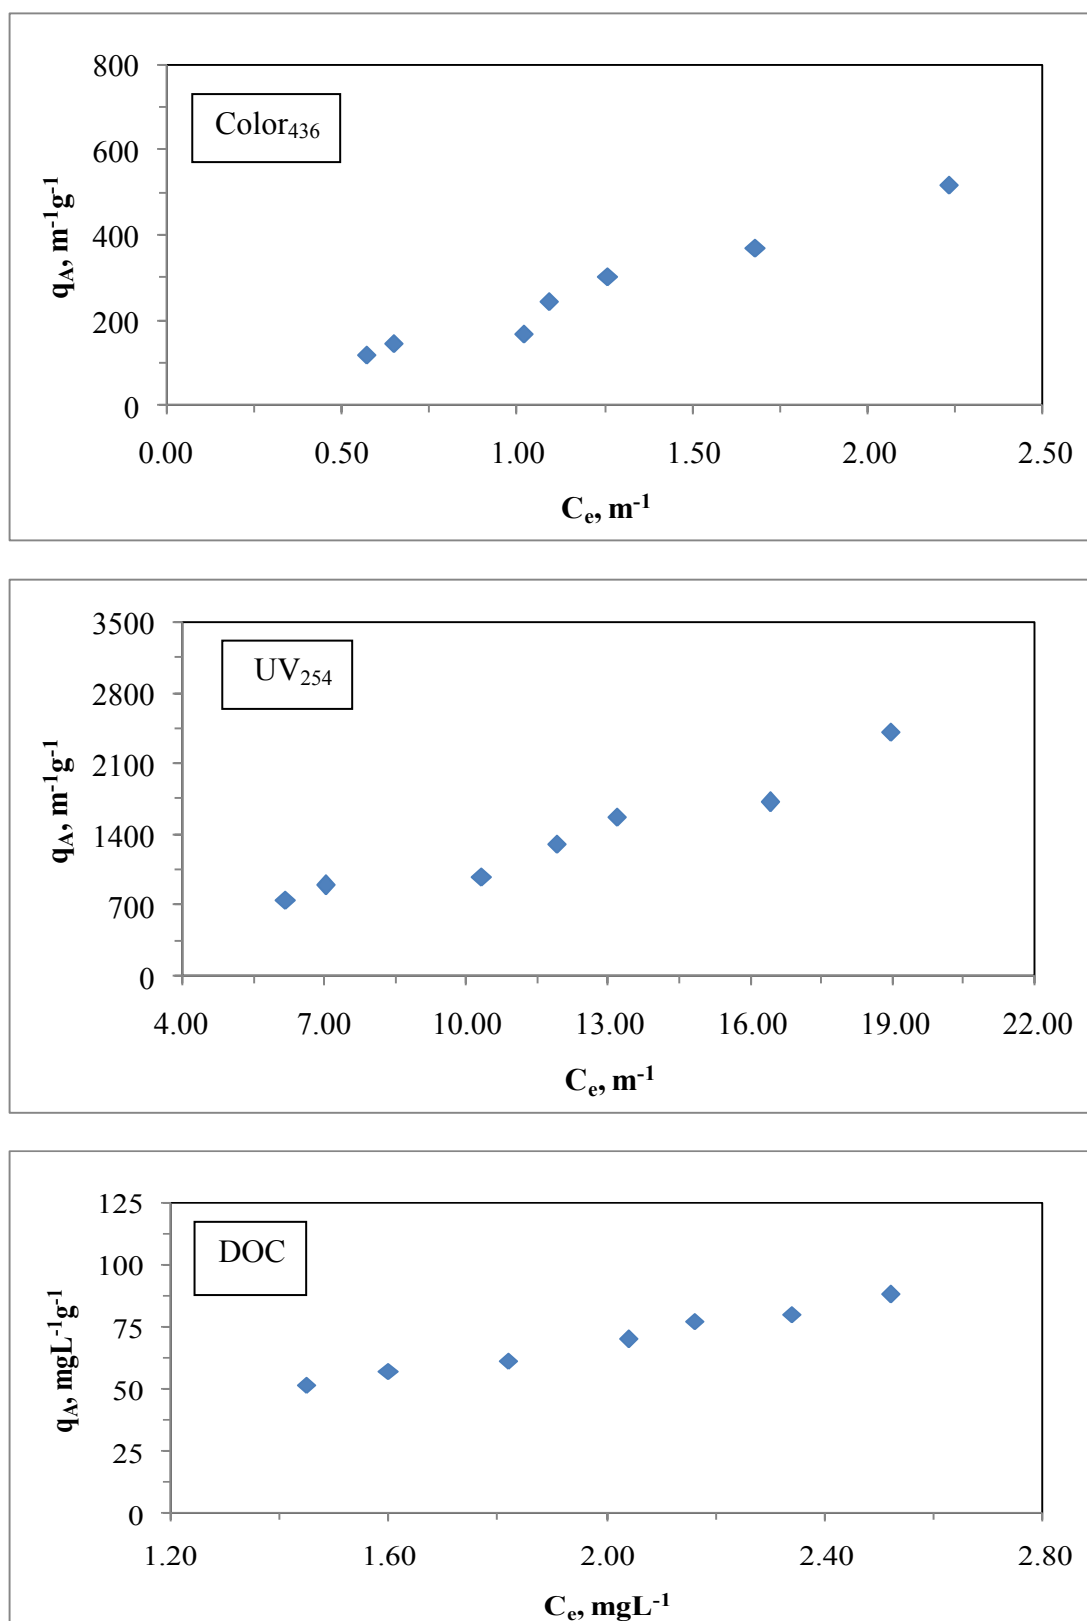 800
Color₄₃₆
600
400
200
0
qA, m⁻¹g⁻¹
0.00 0.50 1.00 1.50 2.00 2.50
Cₑ, m⁻¹
3500
UV₂₅₄
2800
2100
1400
700
0
qA, m⁻¹g⁻¹
4.00 7.00 10.00 13.00 16.00 19.00 22.00
Cₑ, m⁻¹
125
DOC
100
75
50
25
0
qA, mgL⁻¹g⁻¹
1.20 1.60 2.00 2.40 2.80
Cₑ, mgL⁻¹